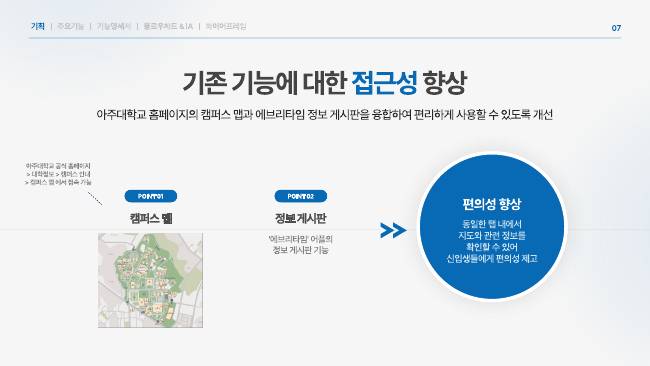 기획 | 주요기능 | 기능명세서 | 플로우차트 & IA | 와이어프레임
07
기존 기능에 대한 접근성 향상
아주대학교 홈페이지의 캠퍼스 맵과 에브리타임 정보 게시판을 융합하여 편리하게 사용할 수 있도록 개선
아주대학교 공식 홈페이지
> 대학정보 > 캠퍼스 안내
> 캠퍼스 맵 에서 접속 가능
POINT 01
캠퍼스 맵
POINT 02
정보 게시판
'에브리타임' 어플의
정보 게시판 기능
편의성 향상
동일한 맵 내에서
지도와 관련 정보를
확인할 수 있어
신입생들에게 편의성 제고